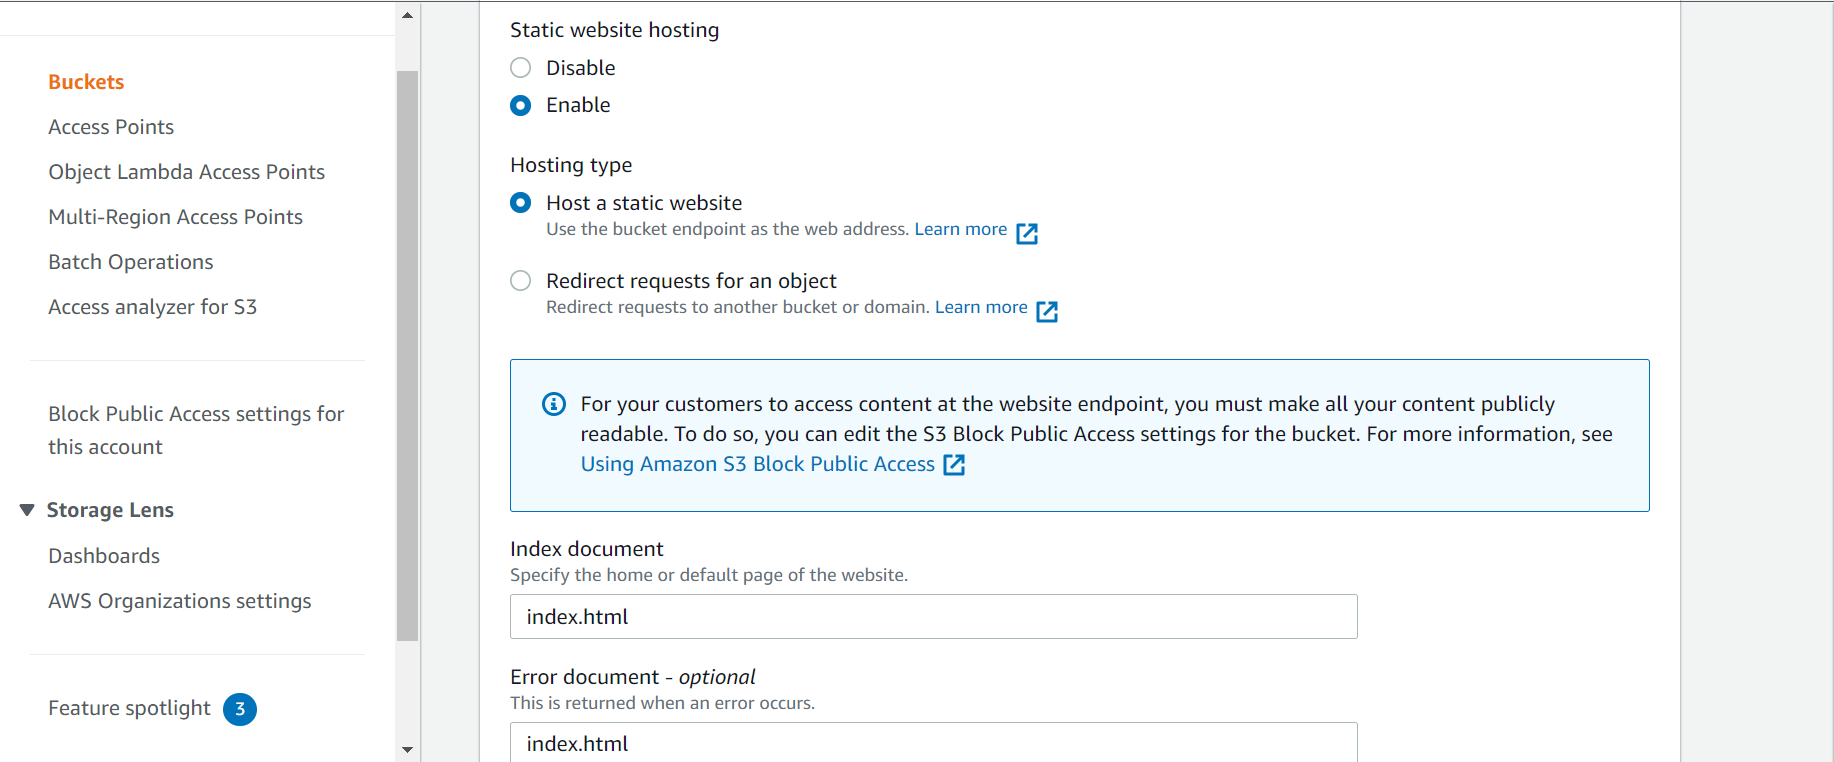 Buckets
Access Points
Object Lambda Access Points
Multi-Region Access Points
Batch Operations
Access analyzer for S3
Block Public Access settings for
this account
Storage Lens
Dashboards
AWS Organizations settings
Feature spotlight 3
Static website hosting
Disable
Enable
Hosting type
Host a static website
Use the bucket endpoint as the web address. Learn more
Redirect requests for an object
Redirect requests to another bucket or domain. Learn more
For your customers to access content at the website endpoint, you must make all your content publicly
readable. To do so, you can edit the S3 Block Public Access settings for the bucket. For more information, see
Using Amazon S3 Block Public Access
Index document
Specify the home or default page of the website.
index.html
Error document - optional
This is returned when an error occurs.
index.html